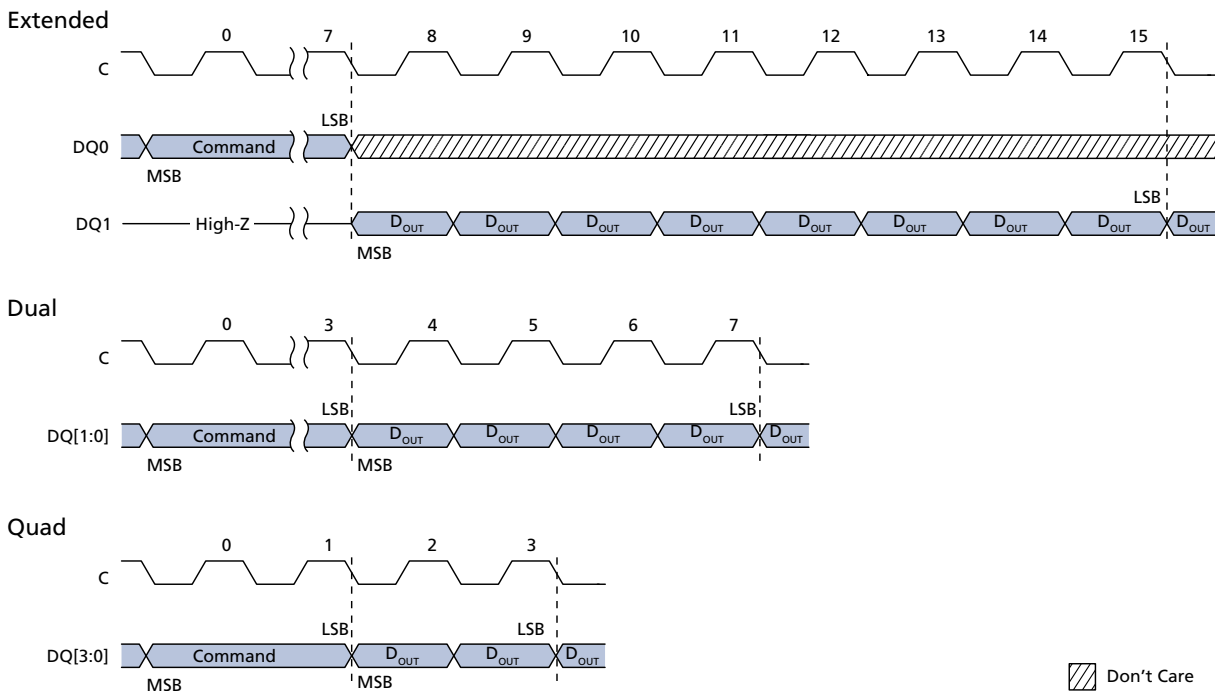 Extended
0 7 8 9 10 11 12 13 14 15
C
LSB
DQ0 Command
MSB
LSB
DQ1 High-Z DOUT DOUT DOUT DOUT DOUT DOUT DOUT DOUT DOUT
MSB
Dual
0 3 4 5 6 7
C
LSB LSB
DQ[1:0] Command DOUT DOUT DOUT DOUT DOUT
MSB MSB
Quad
0 1 2 3
C
LSB LSB
DQ[3:0] Command DOUT DOUT DOUT
MSB MSB
Don't Care